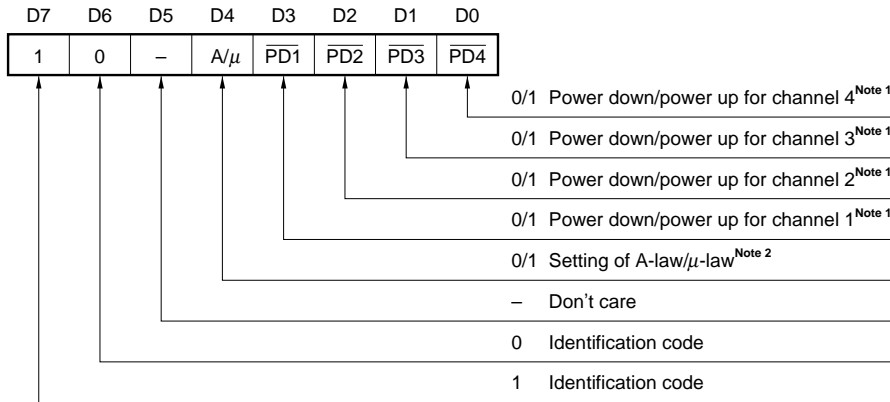 D7 D6 D5 D4 D3 D2 D1 D0
1 0 – A/μ PD1 PD2 PD3 PD4
0/1 Power down/power up for channel 4Note 1
0/1 Power down/power up for channel 3Note 1
0/1 Power down/power up for channel 2Note 1
0/1 Power down/power up for channel 1Note 1
0/1 Setting of A-law/μ-lawNote 2
– Don't care
0 Identification code
1 Identification code